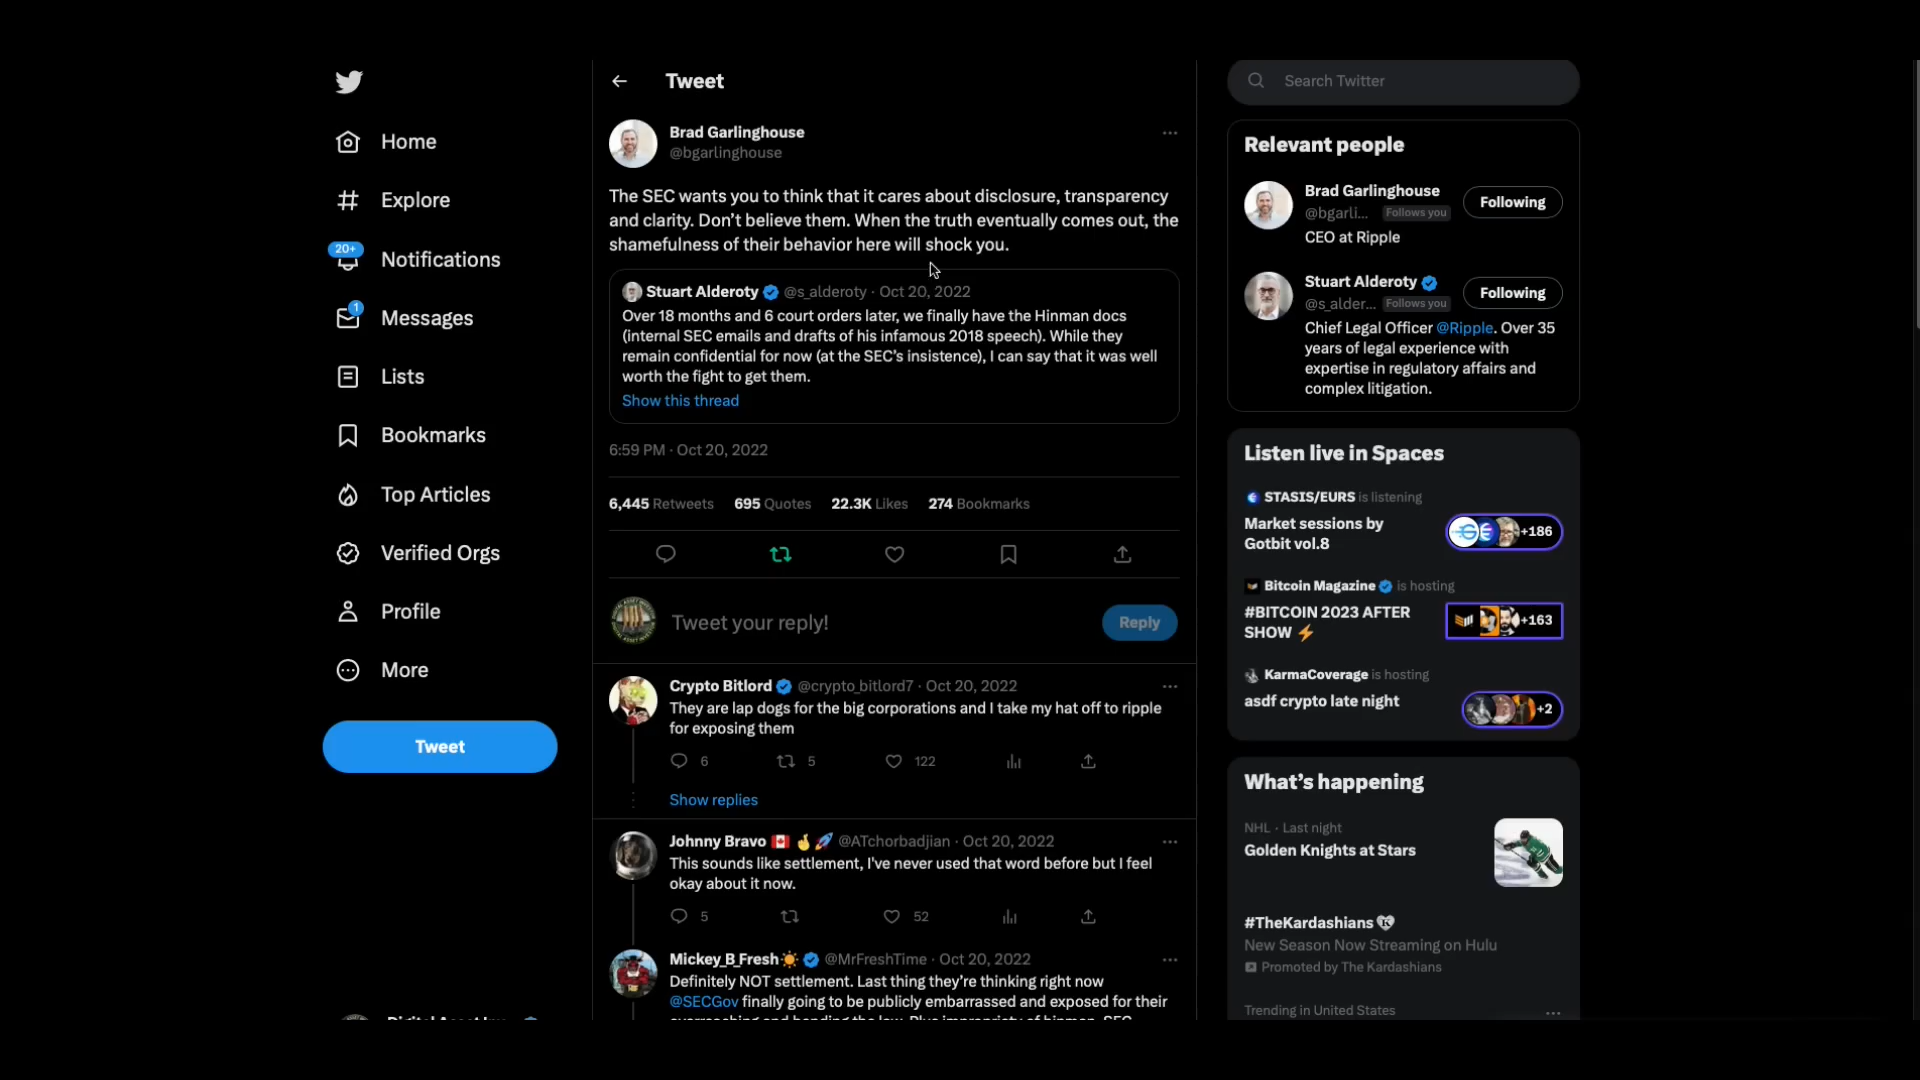 Home
Explore
20+
Notifications
1
Messages
Lists
Bookmarks
Top Articles
Verified Orgs
Profile
More
Tweet
Tweet
Brad Garlinghouse
@bgarlinghouse
The SEC wants you to think that it cares about disclosure, transparency
and clarity. Don’t believe them. When the truth eventually comes out, the
shamefulness of their behavior here will shock you.
Stuart Alderoty @s_alderoty · Oct 20, 2022
Over 18 months and 6 court orders later, we finally have the Hinman docs
(internal SEC emails and drafts of his infamous 2018 speech). While they
remain confidential for now (at the SEC’s insistence), I can say that it was well
worth the fight to get them.
Show this thread
6:59 PM · Oct 20, 2022
6,445 Retweets 695 Quotes 22.3K Likes 274 Bookmarks
Tweet your reply!
Reply
Crypto Bitlord @crypto_bitlord7 · Oct 20, 2022
They are lap dogs for the big corporations and I take my hat off to ripple
for exposing them
6 5 122
Show replies
Johnny Bravo 🇨🇦 🤞 🚀 @ATchorbadjian · Oct 20, 2022
This sounds like settlement, I've never used that word before but I feel
okay about it now.
5 52
Mickey_B_Fresh☀️ @MrFreshTime · Oct 20, 2022
Definitely NOT settlement. Last thing they’re thinking right now
@SECGov finally going to be publicly embarrassed and exposed for their
Search Twitter
Relevant people
Brad Garlinghouse
@bgarli... Follows you
Following
CEO at Ripple
Stuart Alderoty
@s_alder... Follows you
Following
Chief Legal Officer @Ripple. Over 35
years of legal experience with
expertise in regulatory affairs and
complex litigation.
Listen live in Spaces
STASIS/EURS is listening
Market sessions by
Gotbit vol.8
+186
Bitcoin Magazine is hosting
#BITCOIN 2023 AFTER
SHOW ⚡
+163
KarmaCoverage is hosting
asdf crypto late night
+2
What’s happening
NHL · Last night
Golden Knights at Stars
#TheKardashians
New Season Now Streaming on Hulu
Promoted by The Kardashians
Trending in United States